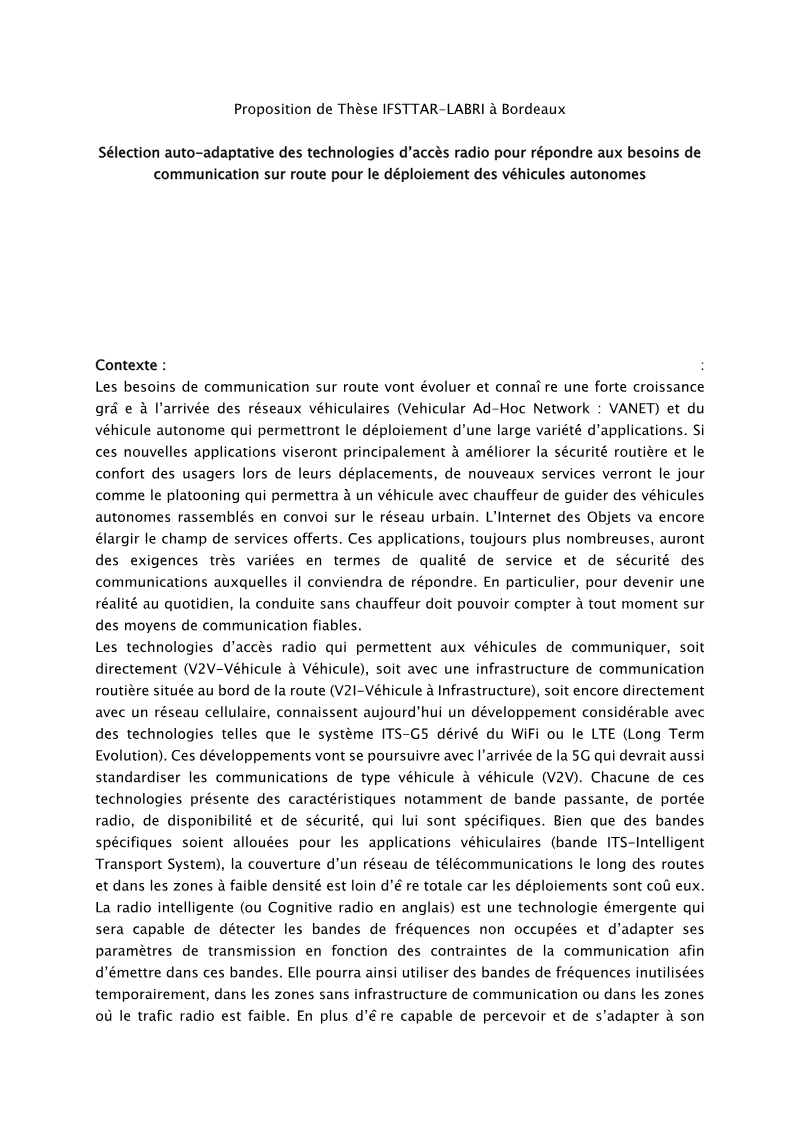 Proposition de Thèse IFSTTAR-LABRI à Bordeaux
Sélection auto-adaptative des technologies d'accès radio pour répondre aux besoins de
communication sur route pour le déploiement des véhicules autonomes
Contexte : :
Les besoins de communication sur route vont évoluer et connaî re une forte croissance
grâ e à l'arrivée des réseaux véhiculaires (Vehicular Ad-Hoc Network : VANET) et du
véhicule autonome qui permettront le déploiement d'une large variété d'applications. Si
ces nouvelles applications viseront principalement à améliorer la sécurité routière et le
confort des usagers lors de leurs déplacements, de nouveaux services verront le jour
comme le platooning qui permettra à un véhicule avec chauffeur de guider des véhicules
autonomes rassemblés en convoi sur le réseau urbain. L'Internet des Objets va encore
élargir le champ de services offerts. Ces applications, toujours plus nombreuses, auront
des exigences très variées en termes de qualité de service et de sécurité des
communications auxquelles il conviendra de répondre. En particulier, pour devenir une
réalité au quotidien, la conduite sans chauffeur doit pouvoir compter à tout moment sur
des moyens de communication fiables.
Les technologies d'accès radio qui permettent aux véhicules de communiquer, soit
directement (V2V-Véhicule à Véhicule), soit avec une infrastructure de communication
routière située au bord de la route (V2I-Véhicule à Infrastructure), soit encore directement
avec un réseau cellulaire, connaissent aujourd'hui un développement considérable avec
des technologies telles que le système ITS-G5 dérivé du WiFi ou le LTE (Long Term
Evolution). Ces développements vont se poursuivre avec l'arrivée de la 5G qui devrait aussi
standardiser les communications de type véhicule à véhicule (V2V). Chacune de ces
technologies présente des caractéristiques notamment de bande passante, de portée
radio, de disponibilité et de sécurité, qui lui sont spécifiques. Bien que des bandes
spécifiques soient allouées pour les applications véhiculaires (bande ITS-Intelligent
Transport System), la couverture d'un réseau de télécommunications le long des routes
et dans les zones à faible densité est loin d'ê re totale car les déploiements sont coû eux.
La radio intelligente (ou Cognitive radio en anglais) est une technologie émergente qui
sera capable de détecter les bandes de fréquences non occupées et d'adapter ses
paramètres de transmission en fonction des contraintes de la communication afin
d'émettre dans ces bandes. Elle pourra ainsi utiliser des bandes de fréquences inutilisées
temporairement, dans les zones sans infrastructure de communication ou dans les zones
où le trafic radio est faible. En plus d'ê re capable de percevoir et de s'adapter à son